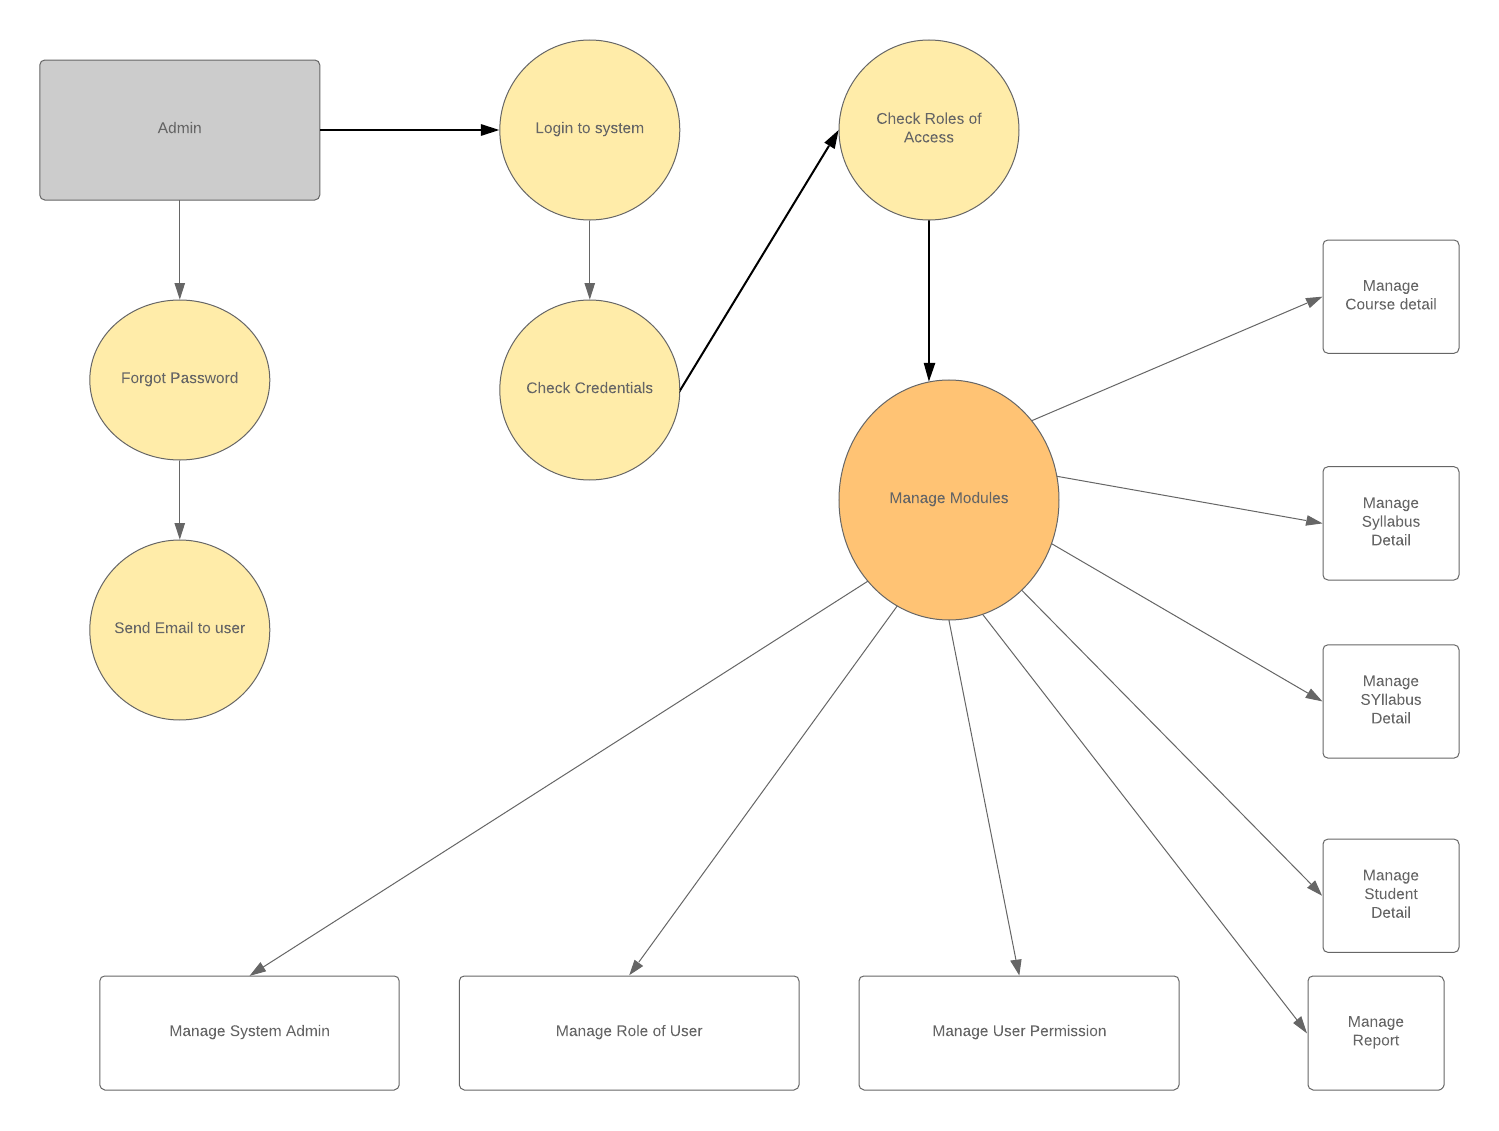 Admin
Login to system
Check Roles of
Access
Forgot Password
Check Credentials
Send Email to user
Manage Modules
Manage
Course detail
Manage
Syllabus
Detail
Manage
SYllabus
Detail
Manage
Student
Detail
Manage System Admin
Manage Role of User
Manage User Permission
Manage
Report